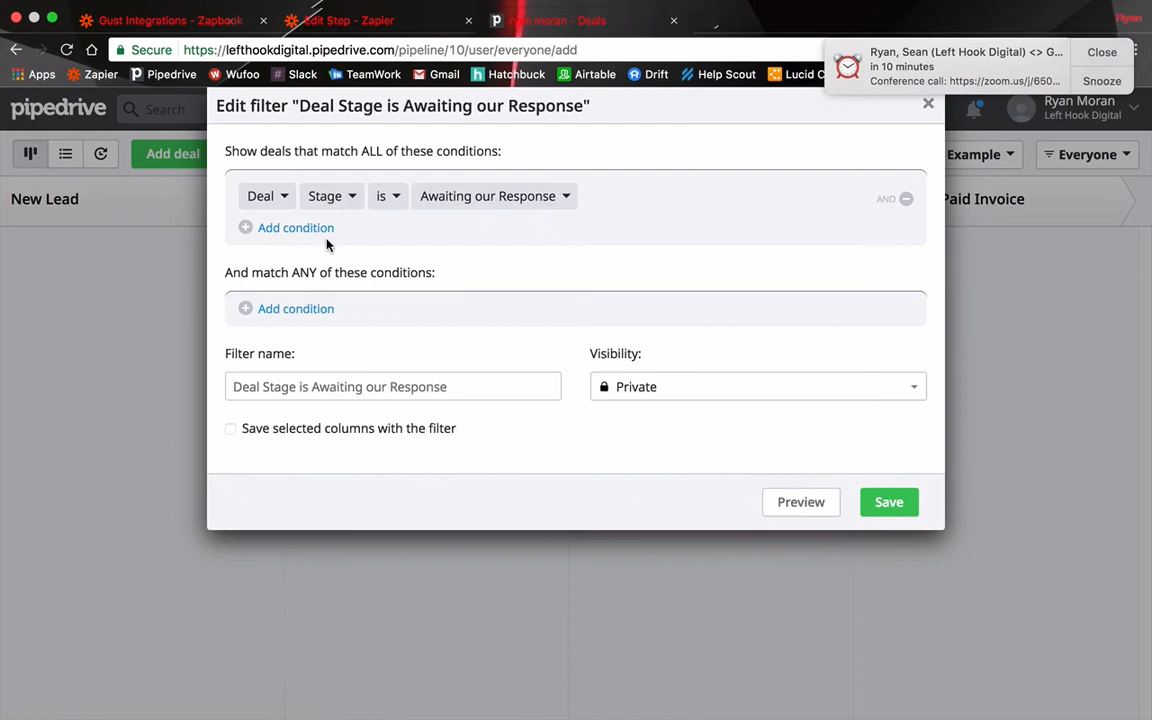 Gust Integrations - Zapbook
Edit Step - Zapier
ryan moran - Deals
Ryan
Secure
https://lefthookdigital.pipedrive.com/pipeline/10/user/everyone/add
Apps
Zapier
Pipedrive
Wufoo
Slack
TeamWork
Gmail
Hatchbuck
Airtable
Drift
Help Scout
Lucid C
Ryan, Sean (Left Hook Digital) <> G...
in 10 minutes
Conference call: https://zoom.us/j/650...
Close
Snooze
pipedrive
Search
Ryan Moran
Left Hook Digital
Add deal
Example
Everyone
New Lead
Paid Invoice
Edit filter "Deal Stage is Awaiting our Response"
Show deals that match ALL of these conditions:
Deal
Stage
is
Awaiting our Response
AND
Add condition
And match ANY of these conditions:
Add condition
Filter name:
Visibility:
Deal Stage is Awaiting our Response
Private
Save selected columns with the filter
Preview
Save